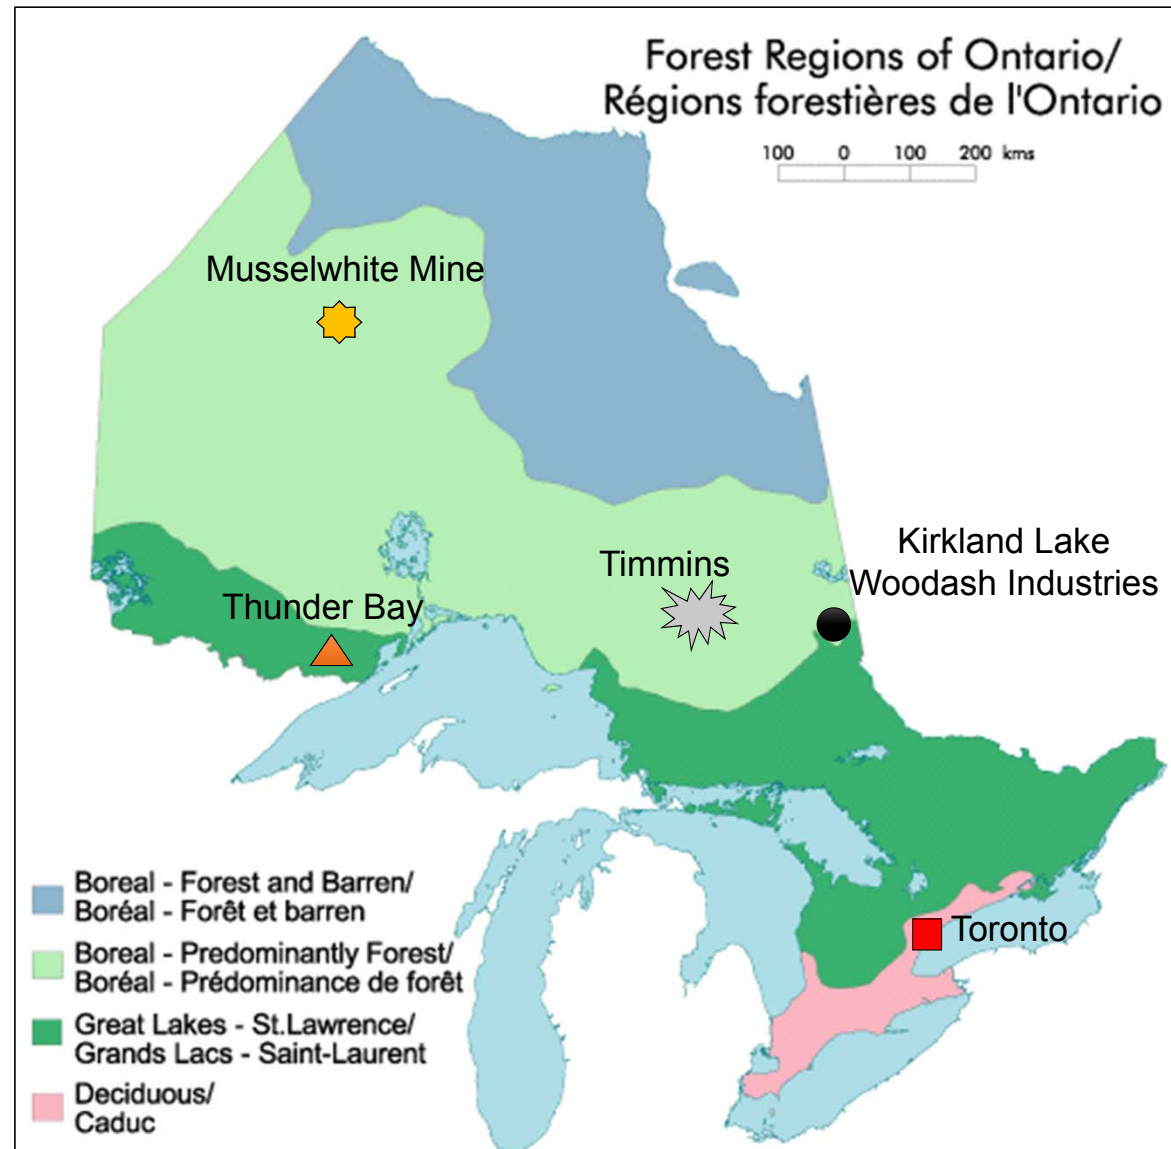 Forest Regions of Ontario/
Régions forestières de l'Ontario
100 0 100 200 kms
Musselwhite Mine
Kirkland Lake
Woodash Industries
Timmins
Thunder Bay
Toronto
Boreal - Forest and Barren/
Boréal - Forêt et barren
Boreal - Predominantly Forest/
Boréal - Prédominance de forêt
Great Lakes - St.Lawrence/
Grands Lacs - Saint-Laurent
Deciduous/
Caduc